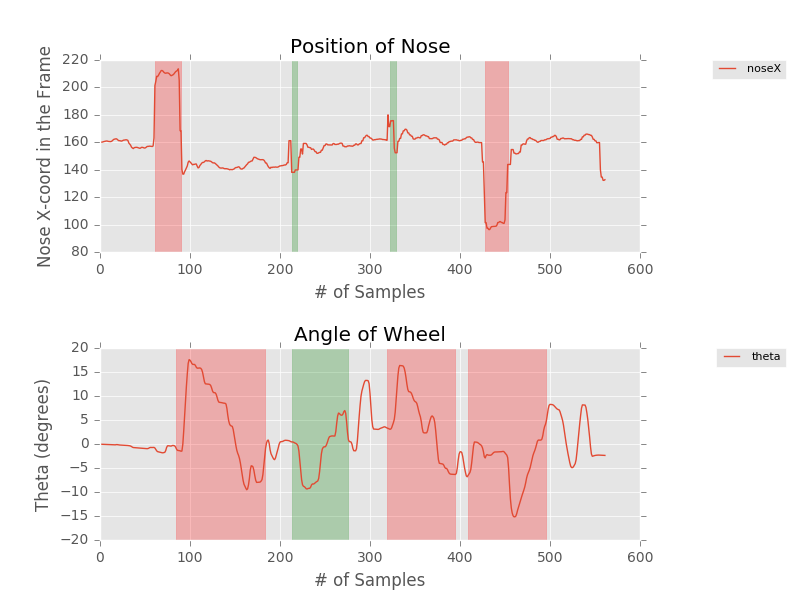 Position of Nose
220
200
180
160
140
120
100
80
Nose X-coord in the Frame
0 100 200 300 400 500 600
# of Samples
noseX
Angle of Wheel
20
15
10
5
0
−5
−10
−15
−20
Theta (degrees)
0 100 200 300 400 500 600
# of Samples
theta